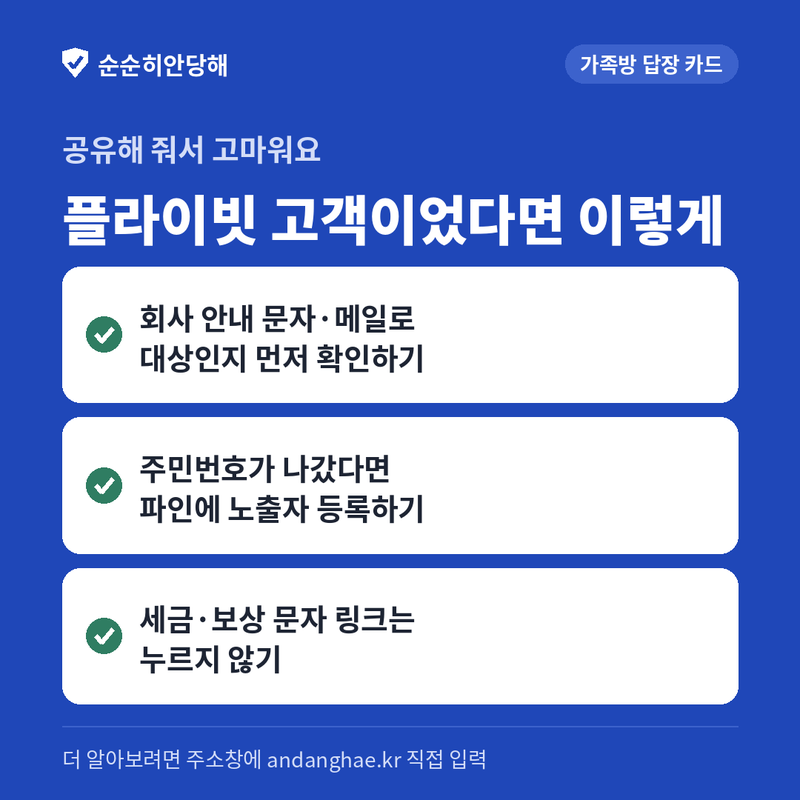 순순히안당해
가족방 답장 카드
공유해 줘서 고마워요
플라이빗 고객이었다면 이렇게
회사 안내 문자·메일로
대상인지 먼저 확인하기
주민번호가 나갔다면
파인에 노출자 등록하기
세금·보상 문자 링크는
누르지 않기
더 알아보려면 주소창에 andanghae.kr 직접 입력